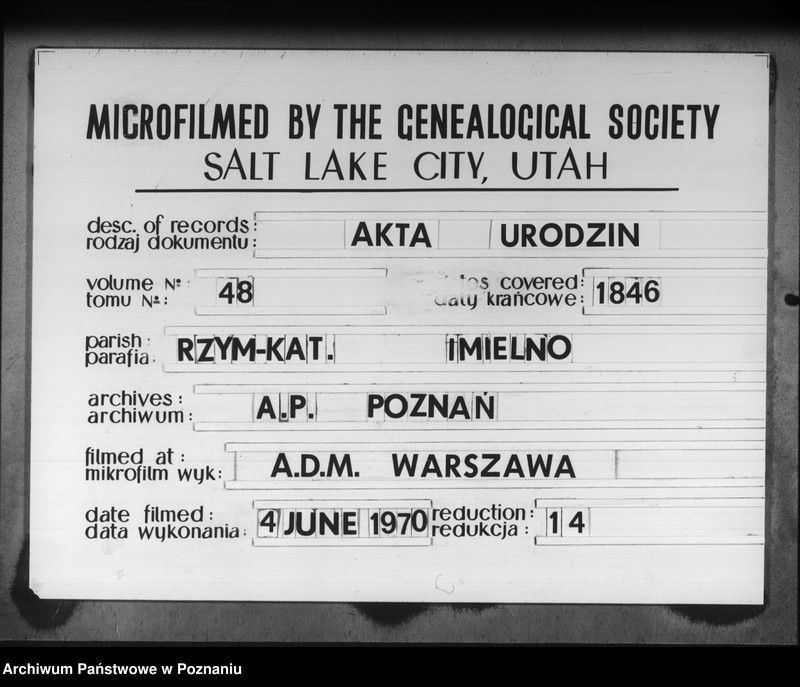 MICROFILMED BY THE GENEALOGICAL SOCIETY
SALT LAKE CITY, UTAH
desc. of records:
rodzaj dokumentu: AKTA URODZIN
volume №:
tomu №: 48
covered:
daty krańcowe: 1846
parish:
parafia: RZYM-KAT. IMIELNO
archives:
archiwum: A.P. POZNAŃ
filmed at:
mikrofilm wyk: A.D.M. WARSZAWA
date filmed:
data wykonania: 4 JUNE 1970
reduction:
redukcja: 14
Archiwum Państwowe w Poznaniu